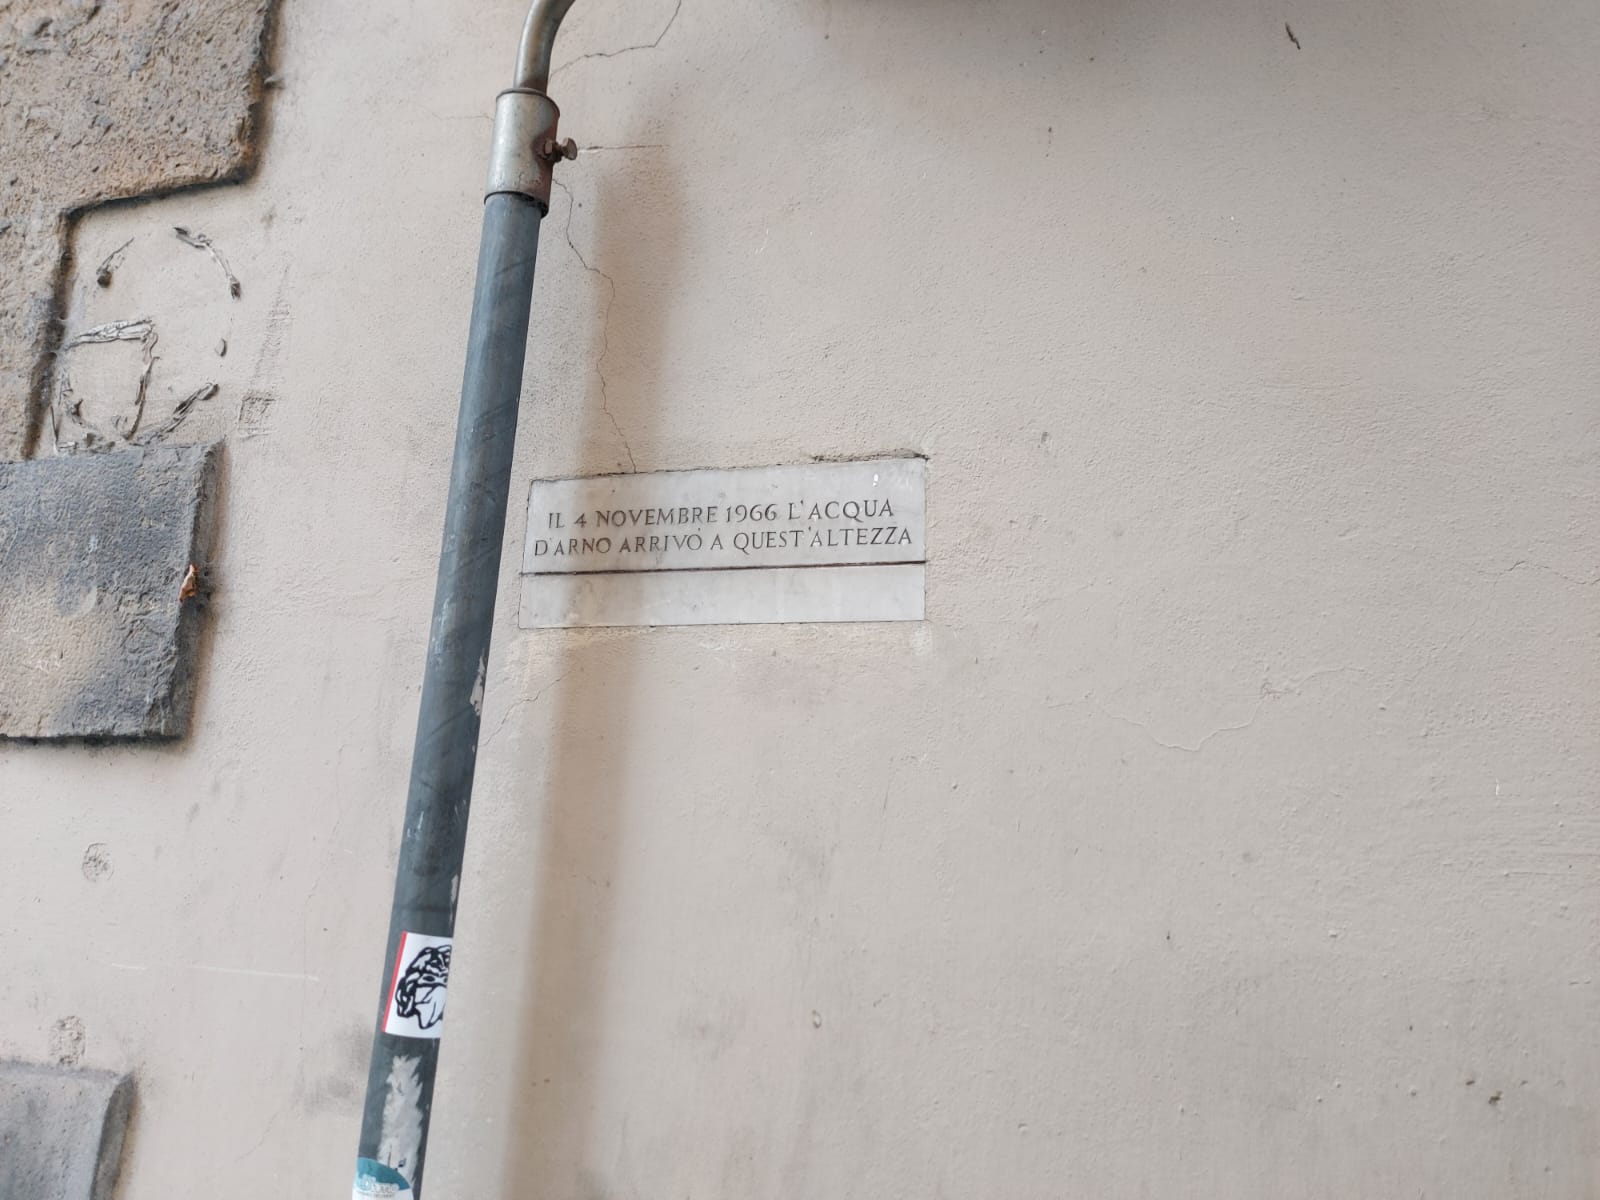 IL 4 NOVEMBRE 1966 L'ACQUA
D'ARNO ARRIVÒ A QUEST'ALTEZZA